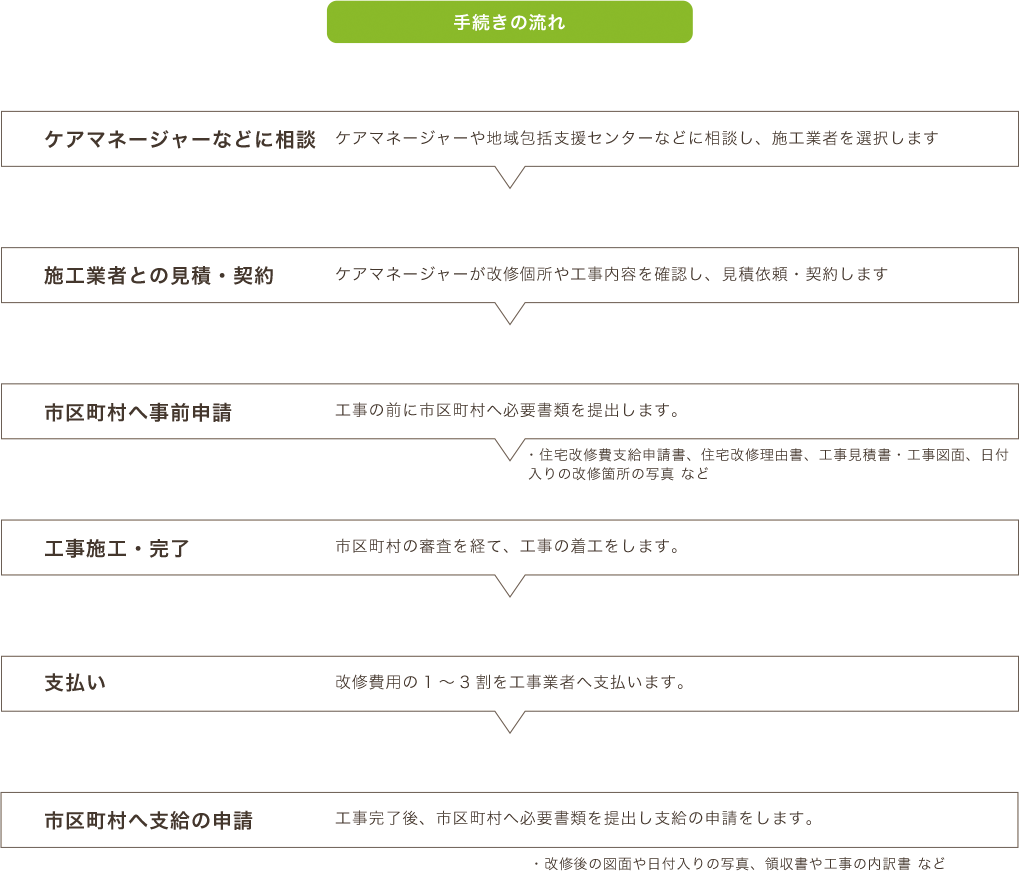 手続きの流れ
ケアマネージャーなどに相談 ケアマネージャーや地域包括支援センターなどに相談し、施工業者を選択します
施工業者との見積・契約 ケアマネージャーが改修個所や工事内容を確認し、見積依頼・契約します
市区町村へ事前申請 工事の前に市区町村へ必要書類を提出します。
・住宅改修費支給申請書、住宅改修理由書、工事見積書・工事図面、日付
入りの改修箇所の写真 など
工事施工・完了 市区町村の審査を経て、工事の着工をします。
支払い 改修費用の１〜３割を工事業者へ支払います。
市区町村へ支給の申請 工事完了後、市区町村へ必要書類を提出し支給の申請をします。
・改修後の図面や日付入りの写真、領収書や工事の内訳書 など